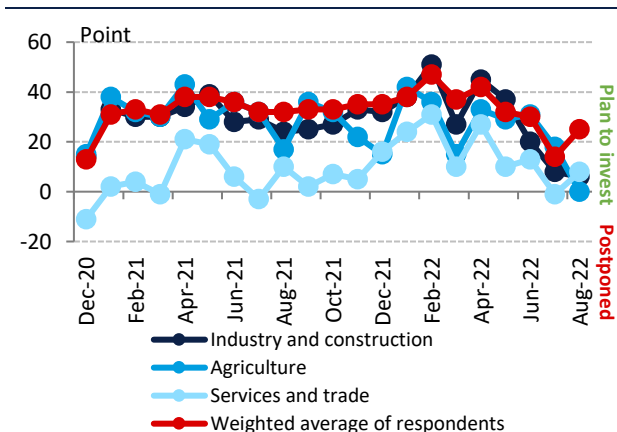 Point
60
40
20
0
-20
Plan to invest
Postponed
Dec-20
Feb-21
Apr-21
Jun-21
Aug-21
Oct-21
Dec-21
Feb-22
Apr-22
Jun-22
Aug-22
Industry and construction
Agriculture
Services and trade
Weighted average of respondents